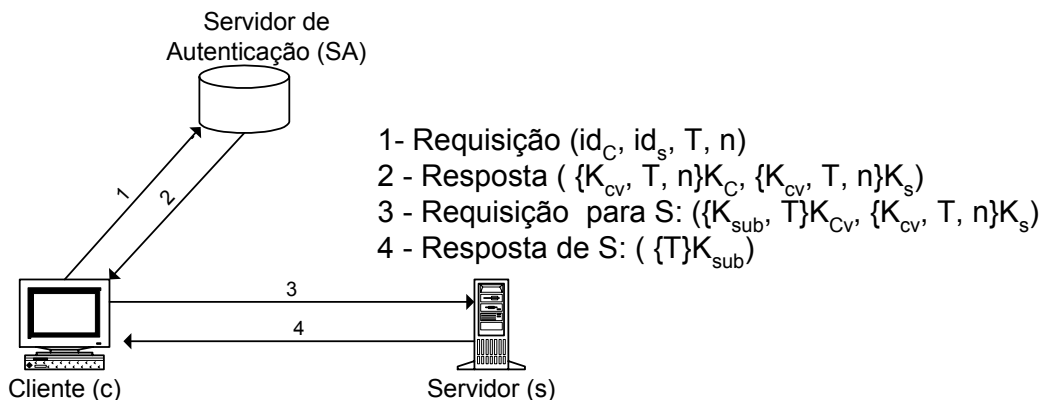 Servidor de
Autenticação (SA)
1- Requisição (id_C, id_s, T, n)
2 - Resposta ( {K_cv, T, n}K_C, {K_cv, T, n}K_s)
3 - Requisição para S: ({K_sub, T}K_Cv, {K_cv, T, n}K_s)
4 - Resposta de S: ( {T}K_sub)
1
2
3
4
Cliente (c)
Servidor (s)